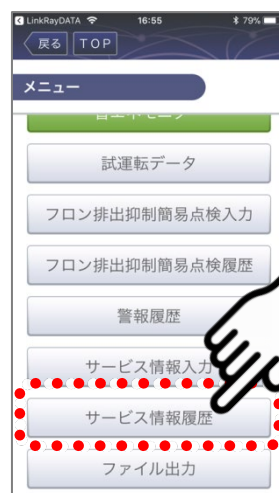 LinkRayDATA 16:55 79%
戻る TOP
メニュー
試運転データ
フロン排出抑制簡易点検入力
フロン排出抑制簡易点検履歴
警報履歴
サービス情報入力
サービス情報履歴
ファイル出力